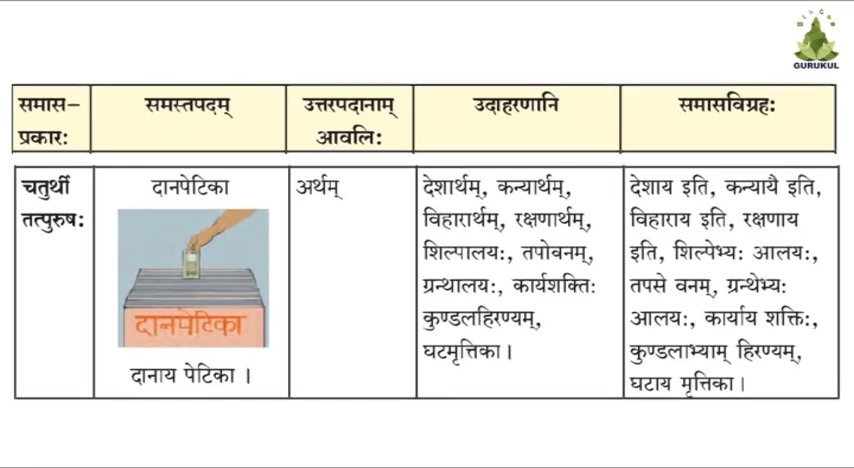 GURUKUL
समास–
प्रकारः
समस्तपदम्
उत्तरपदानाम्
आवलिः
उदाहरणानि
समासविग्रहः
चतुर्थी
तत्पुरुषः
दानपेटिका
दानपेटिका
दानाय पेटिका ।
अर्थम्
देशार्थम्, कन्यार्थम्,
विहारार्थम्, रक्षणार्थम्,
शिल्पालयः, तपोवनम्,
ग्रन्थालयः, कार्यशक्तिः
कुण्डलहिरण्यम्,
घटमृत्तिका ।
देशाय इति, कन्यायै इति,
विहाराय इति, रक्षणाय
इति, शिल्पेभ्यः आलयः,
तपसे वनम्, ग्रन्थेभ्यः
आलयः, कार्याय शक्तिः,
कुण्डलाभ्याम् हिरण्यम्,
घटाय मृत्तिका ।